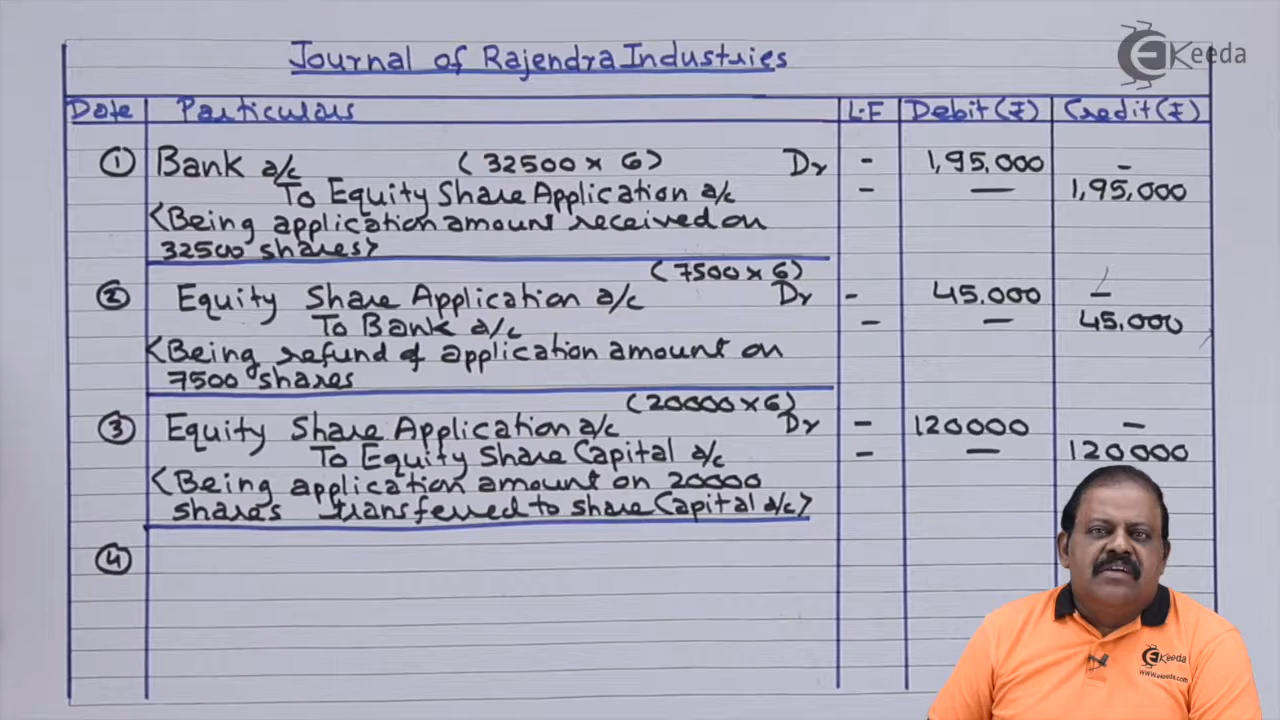 Journal of Rajendra Industries
eKeeda
Date Particulars L.F Debit (₹) Credit (₹)
① Bank a/c (32500 x 6) Dr - 1,95,000 -
To Equity Share Application a/c - — 1,95,000
<Being application amount received on
32500 shares>
(7500 x 6)
② Equity Share Application a/c Dr - 45,000 -
To Bank a/c - — 45,000
<Being refund of application amount on
7500 shares
(20000 x 6)
③ Equity Share Application a/c Dr - 120000 -
To Equity Share Capital a/c - — 120000
<Being application amount on 20000
shares transferred to share Capital a/c>
④
eKeeda
www.ekeeda.com